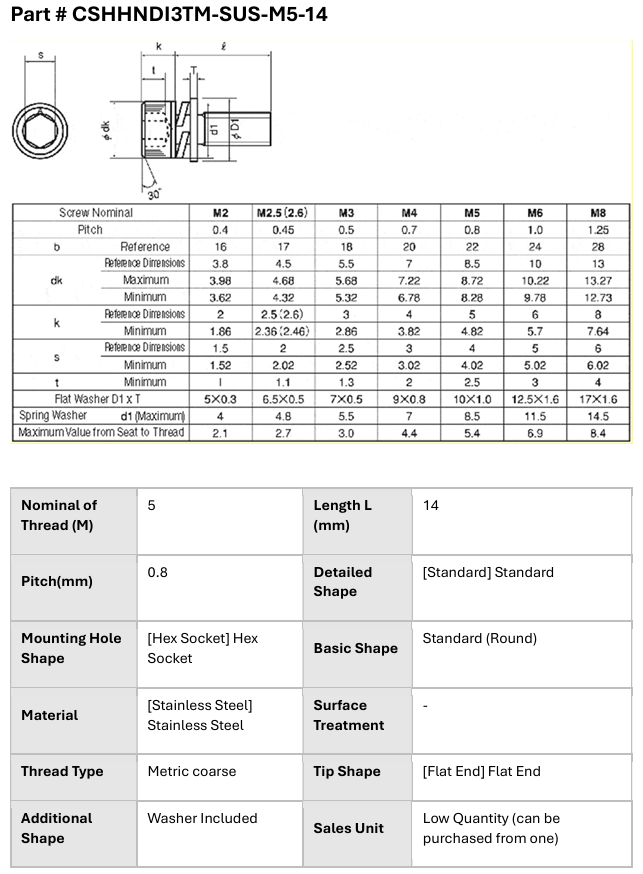 Part # CSHHNDI3TM-SUS-M5-14
s
k
ℓ
t
T
ϕ dk
d1
ϕ D1
30°
Screw Nominal M2 M2.5 (2.6) M3 M4 M5 M6 M8
Pitch 0.4 0.45 0.5 0.7 0.8 1.0 1.25
b Reference 16 17 18 20 22 24 28
dk Reference Dimensions 3.8 4.5 5.5 7 8.5 10 13
Maximum 3.98 4.68 5.68 7.22 8.72 10.22 13.27
Minimum 3.62 4.32 5.32 6.78 8.28 9.78 12.73
k Reference Dimensions 2 2.5 (2.6) 3 4 5 6 8
Minimum 1.86 2.36 (2.46) 2.86 3.82 4.82 5.7 7.64
s Reference Dimensions 1.5 2 2.5 3 4 5 6
Minimum 1.52 2.02 2.52 3.02 4.02 5.02 6.02
t Minimum 1 1.1 1.3 2 2.5 3 4
Flat Washer D1 x T 5×0.3 6.5×0.5 7×0.5 9×0.8 10×1.0 12.5×1.6 17×1.6
Spring Washer d1 (Maximum) 4 4.8 5.5 7 8.5 11.5 14.5
Maximum Value from Seat to Thread 2.1 2.7 3.0 4.4 5.4 6.9 8.4
Nominal of Thread (M) 5 Length L (mm) 14
Pitch(mm) 0.8 Detailed Shape [Standard] Standard
Mounting Hole Shape [Hex Socket] Hex Socket Basic Shape Standard (Round)
Material [Stainless Steel] Stainless Steel Surface Treatment -
Thread Type Metric coarse Tip Shape [Flat End] Flat End
Additional Shape Washer Included Sales Unit Low Quantity (can be purchased from one)